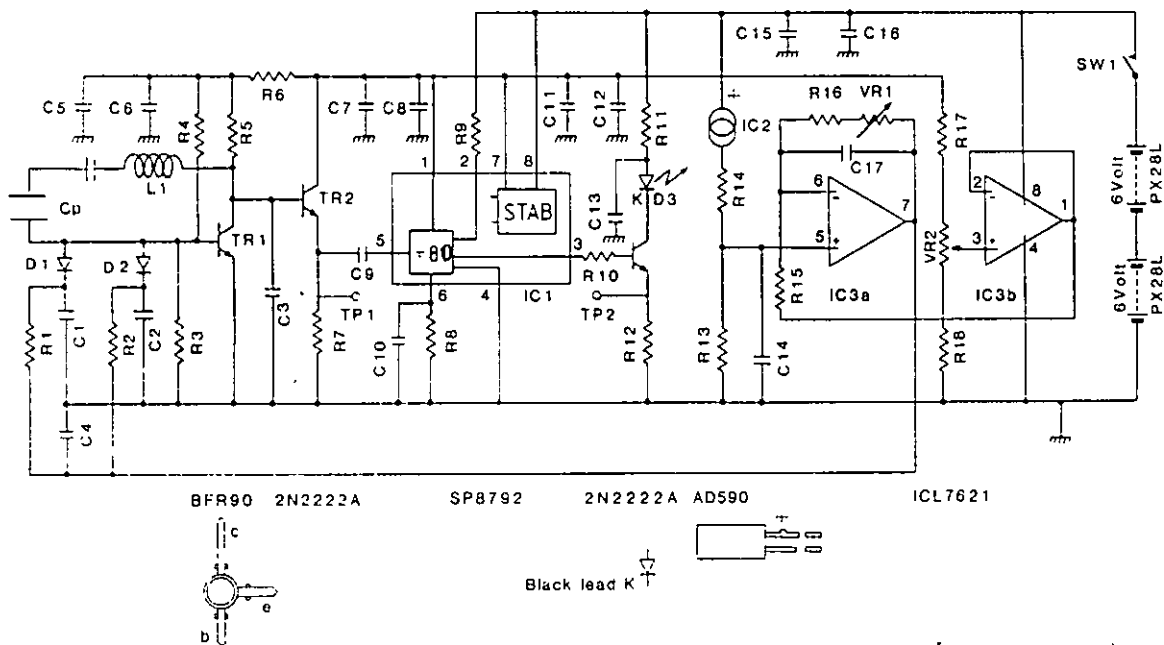 C15
C16
SW1
C5
C6
R4
R5
R6
C7
C8
R9
C11
C12
R11
+
IC2
R16
VR1
R17
C17
L1
Cp
1
2
7
8
STAB
C13
K
D3
R14
6
-
7
2
-
8
1
6Volt
PX28L
TR2
TR1
5
÷80
3
R10
5
+
3
+
4
VR2
D1
D2
C9
6
4
IC1
R15
IC3a
IC3b
6Volt
PX28L
R1
C1
R2
C2
R3
C3
R7
TP1
C10
R8
TP2
R12
R13
C14
R18
C4
BFR90
2N2222A
SP8792
2N2222A
AD590
ICL7621
c
e
b
Black lead K
+